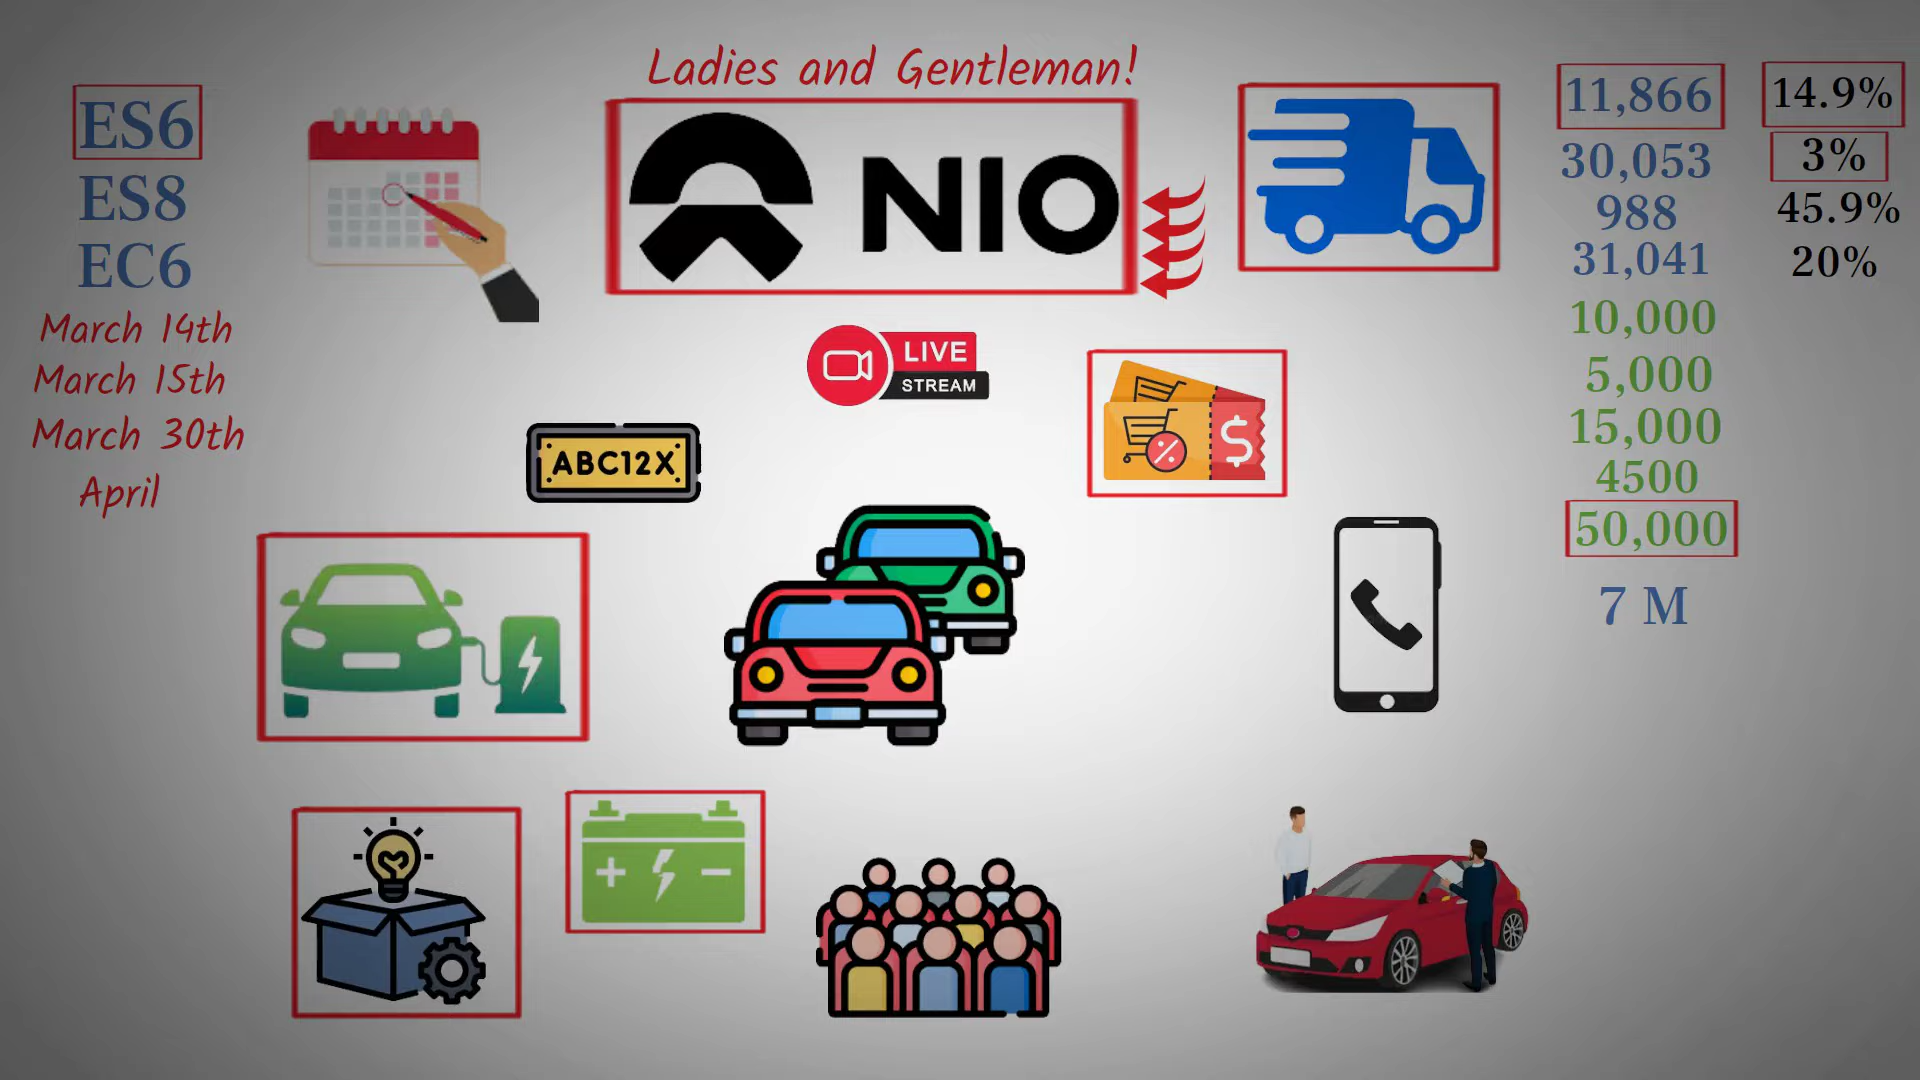 Ladies and Gentleman!
NIO
ES6
ES8
EC6
March 14th
March 15th
March 30th
April
LIVE
STREAM
ABC12X
%
$
+ -
11,866
30,053
988
31,041
10,000
5,000
15,000
4500
50,000
7 M
14.9%
3%
45.9%
20%